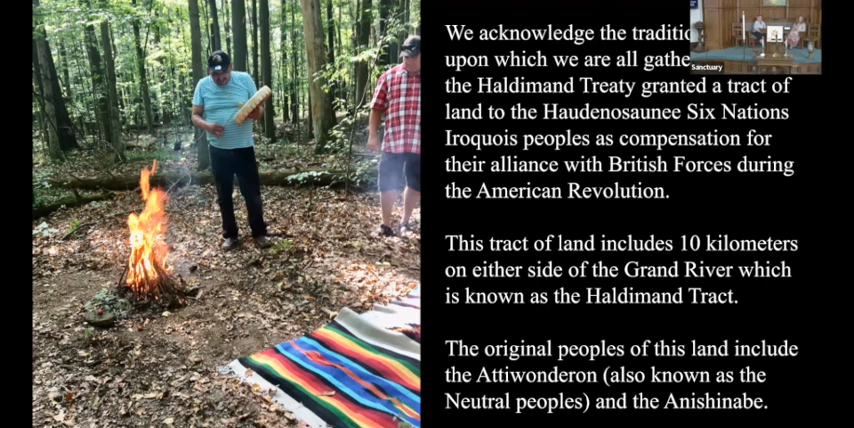 We acknowledge the
upon which we are all
the Haldimand Treaty granted a tract of
land to the Haudenosaunee Six Nations
Iroquois peoples as compensation for
their alliance with British Forces during
the American Revolution.
This tract of land includes 10 kilometers
on either side of the Grand River which
is known as the Haldimand Tract.
The original peoples of this land include
the Attiwonderon (also known as the
Neutral peoples) and the Anishinabe.
Sanctuary